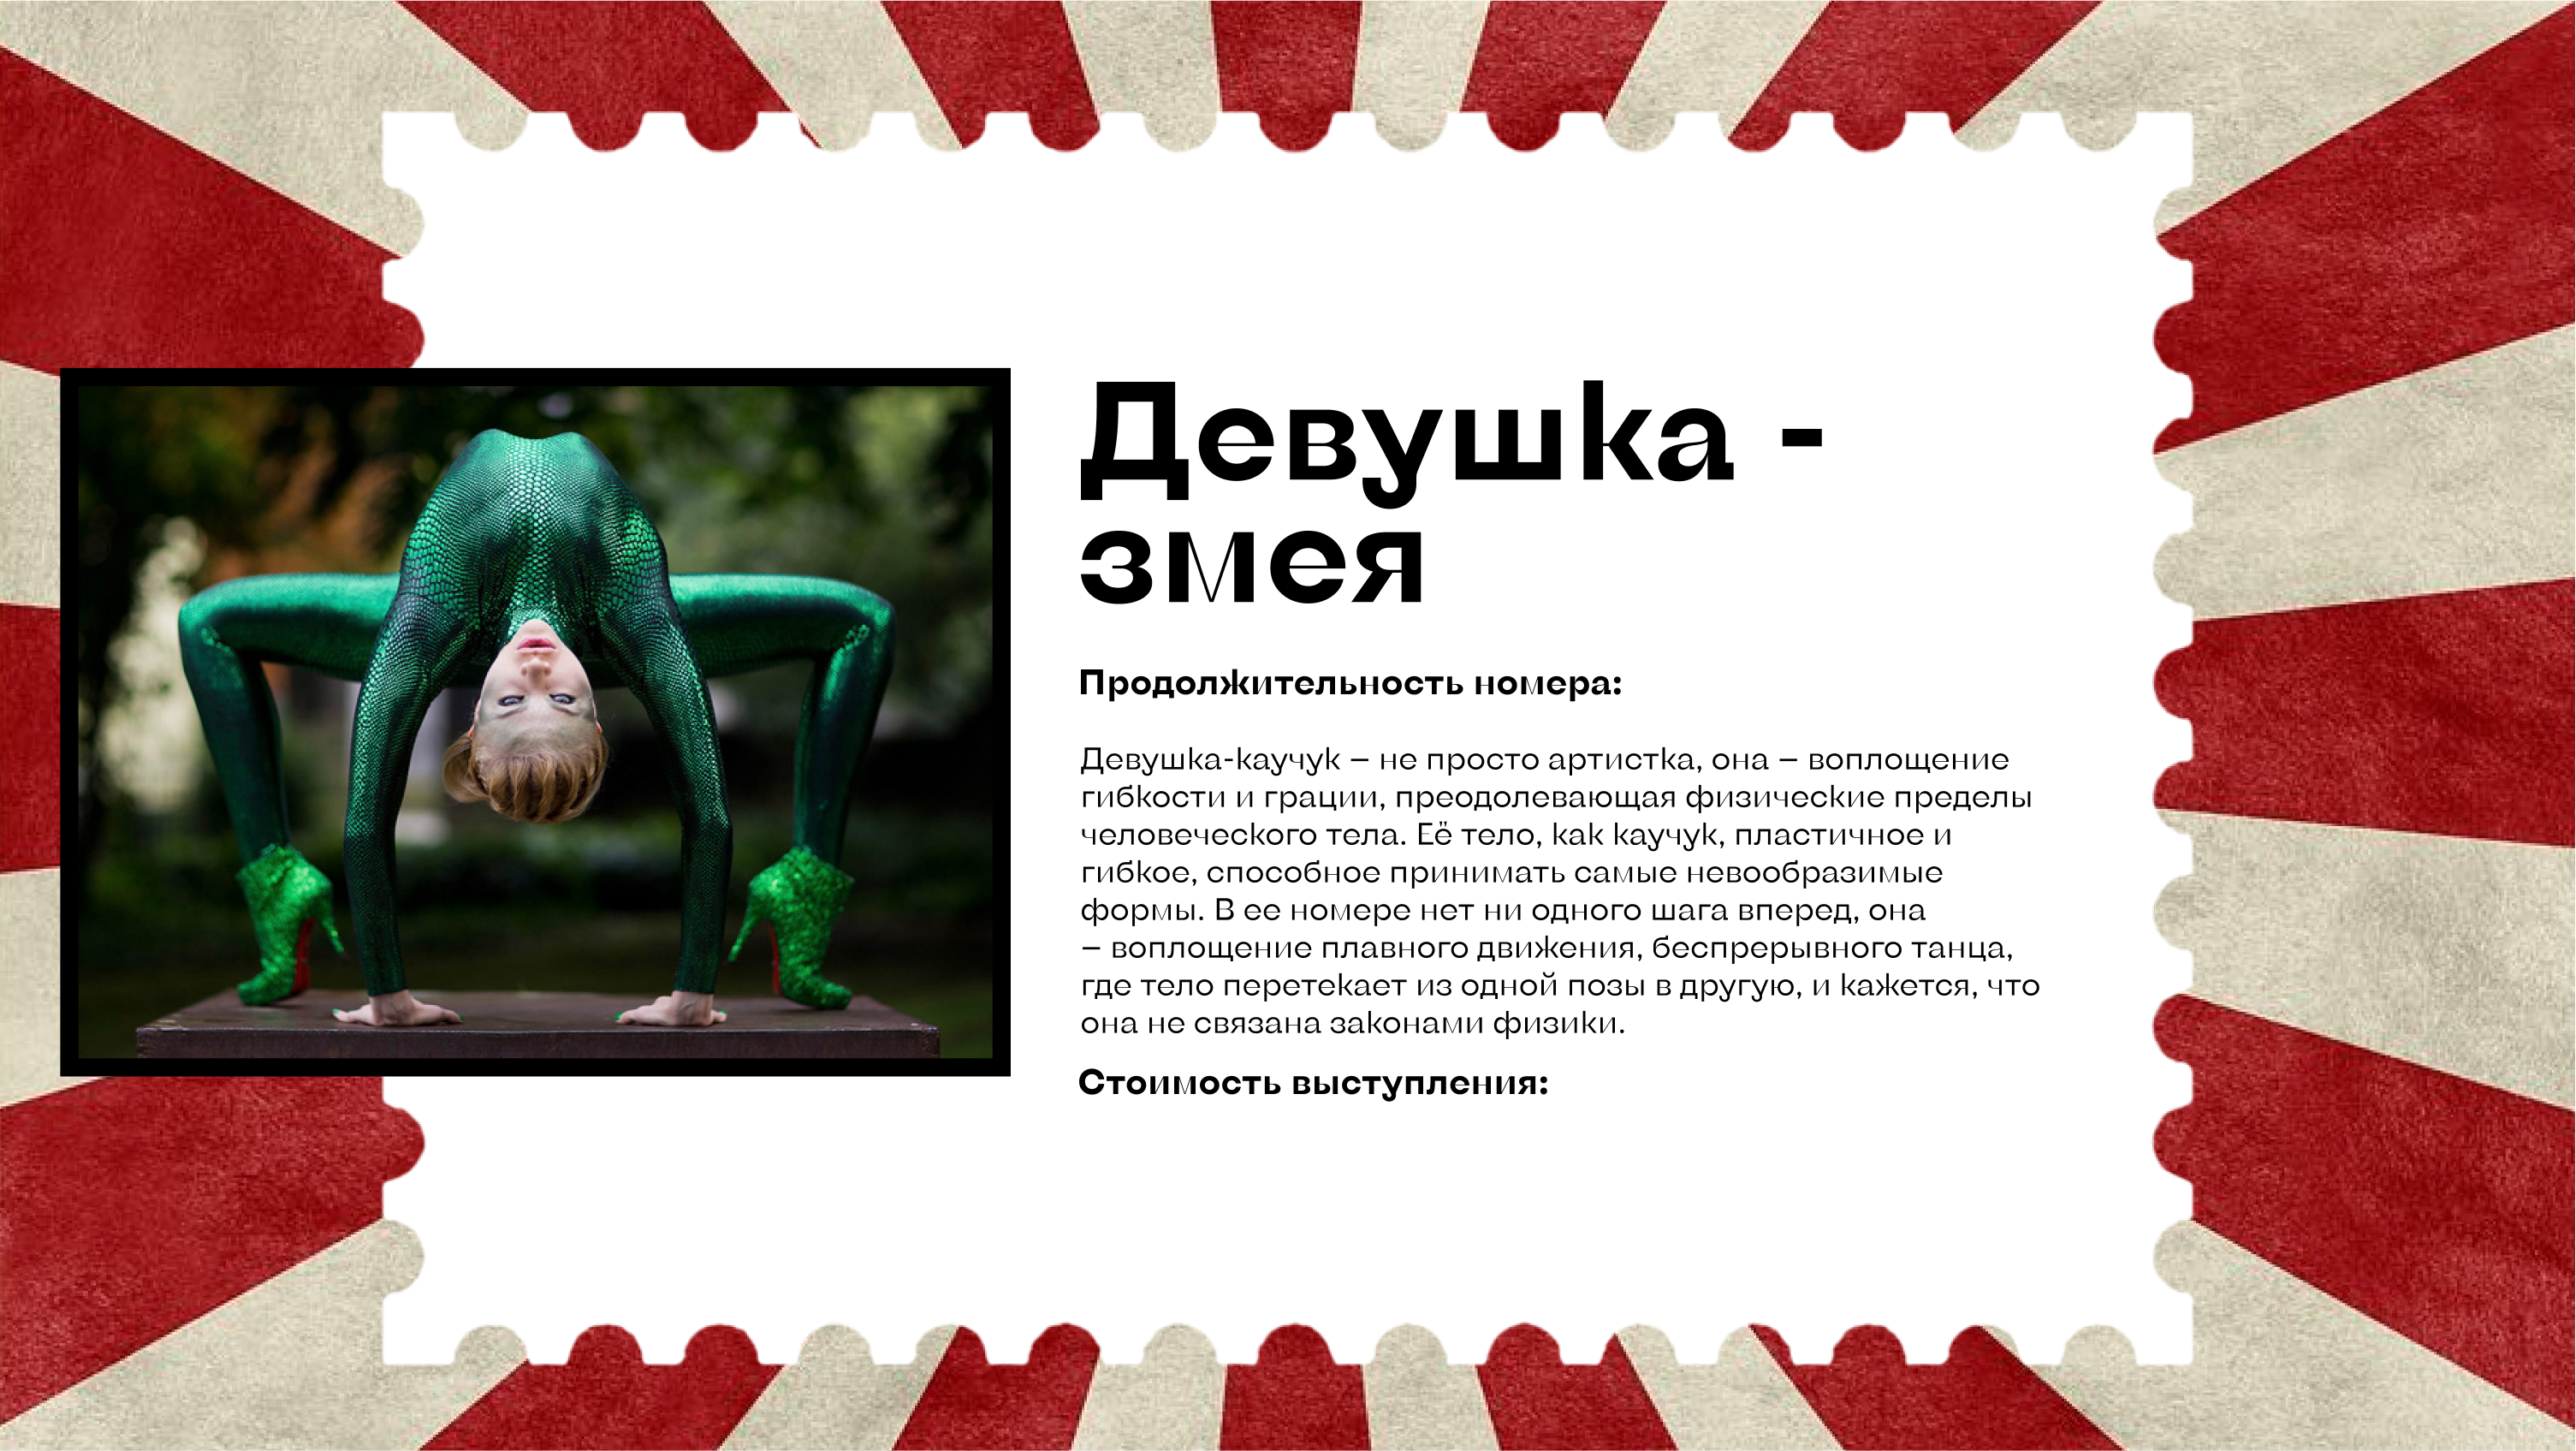 Девушка -
змея
Продолжительность номера:
Девушка-каучук – не просто артистка, она – воплощение
гибкости и грации, преодолевающая физические пределы
человеческого тела. Её тело, как каучук, пластичное и
гибкое, способное принимать самые невообразимые
формы. В ее номере нет ни одного шага вперед, она
– воплощение плавного движения, беспрерывного танца,
где тело перетекает из одной позы в другую, и кажется, что
она не связана законами физики.
Стоимость выступления: